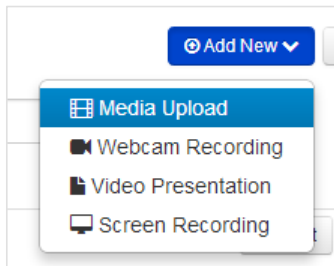 Add New
Media Upload
Webcam Recording
Video Presentation
Screen Recording